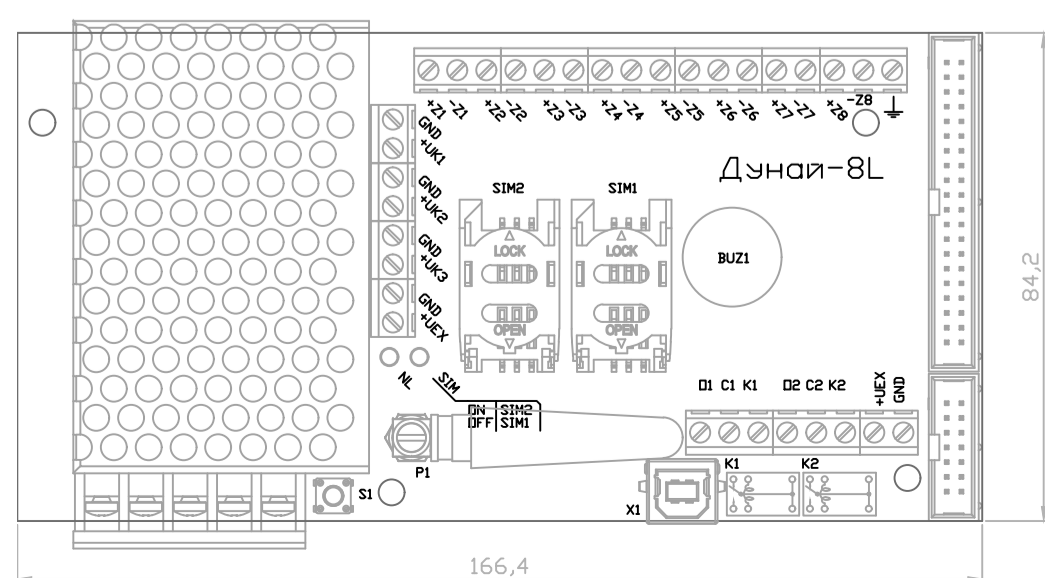 +Z1 -Z1 +Z2 -Z2 +Z3 -Z3 +Z4 -Z4 +Z5 -Z5 +Z6 -Z6 +Z7 -Z7 +Z8 -Z8
GND
+UK1
GND
+UK2
GND
+UK3
GND
+UEX
Дунай-8L
SIM2
SIM1
LOCK
LOCK
BUZ1
OPEN
OPEN
84,2
NL
SIM
ON SIM2
OFF SIM1
O1 C1 K1 O2 C2 K2 +UEX GND
P1
K1
K2
S1
X1
166,4